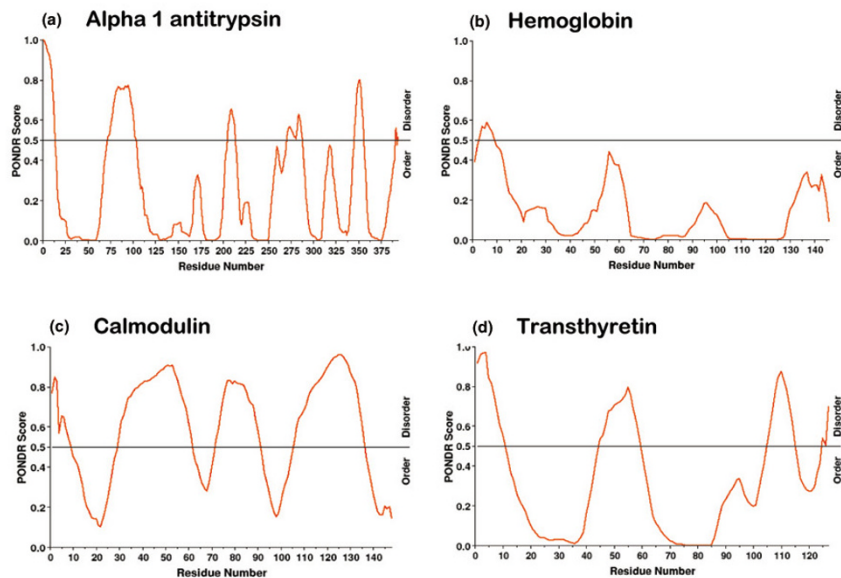 (a) Alpha 1 antitrypsin
1.0
0.8
0.6
0.5
0.4
0.2
0.0
PONDR Score
Disorder
Order
0 25 50 75 100 125 150 175 200 225 250 275 300 325 350 375
Residue Number
(b) Hemoglobin
1.0
0.8
0.6
0.5
0.4
0.2
0.0
PONDR Score
Disorder
Order
0 10 20 30 40 50 60 70 80 90 100 110 120 130 140
Residue Number
(c) Calmodulin
1.0
0.8
0.6
0.5
0.4
0.2
0.0
PONDR Score
Disorder
Order
0 10 20 30 40 50 60 70 80 90 100 110 120 130 140
Residue Number
(d) Transthyretin
1.0
0.8
0.6
0.5
0.4
0.2
0.0
PONDR Score
Disorder
Order
0 10 20 30 40 50 60 70 80 90 100 110 120
Residue Number